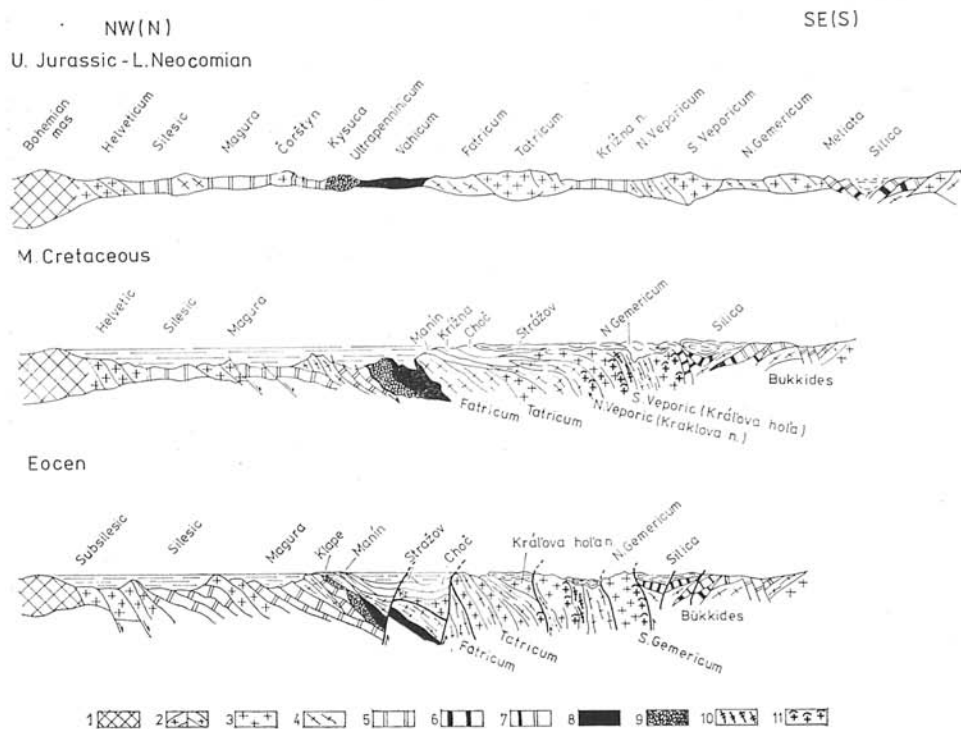 NW(N) SE(S)
U. Jurassic - L.Neocomian
Bohemian mas Helveticum Silesic Magura Čorštyn Kysuca Ultrapenninicum Vahicum Fatricum Tatricum Krížna n. N.Veporicum S.Veporicum N.Gemericum Meliata Silica
M.Cretaceous
Helvetic Silesic Magura Manín Krížna Choč Strážov N.Gemericum Silica
Bukkides
Fatricum Tatricum N.Veporic (Kraklova n.) S.Veporic (Kráľova hoľa)
Eocen
Subsilesic Silesic Magura Klape Manín Stražov Choč Kráľova hoľa n. N.Gemericum Silica
Bükkides
Fatricum Tatricum S.Gemericum
1 2 3 4 5 6 7 8 9 10 11